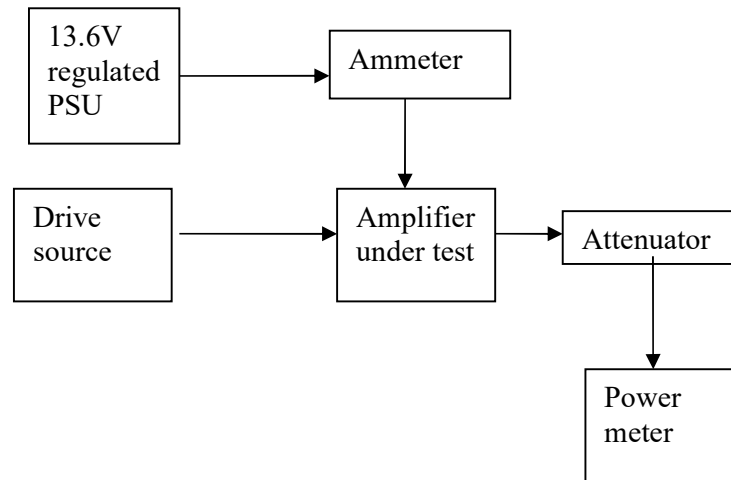 13.6V
regulated
PSU
Ammeter
Drive
source
Amplifier
under test
Attenuator
Power
meter